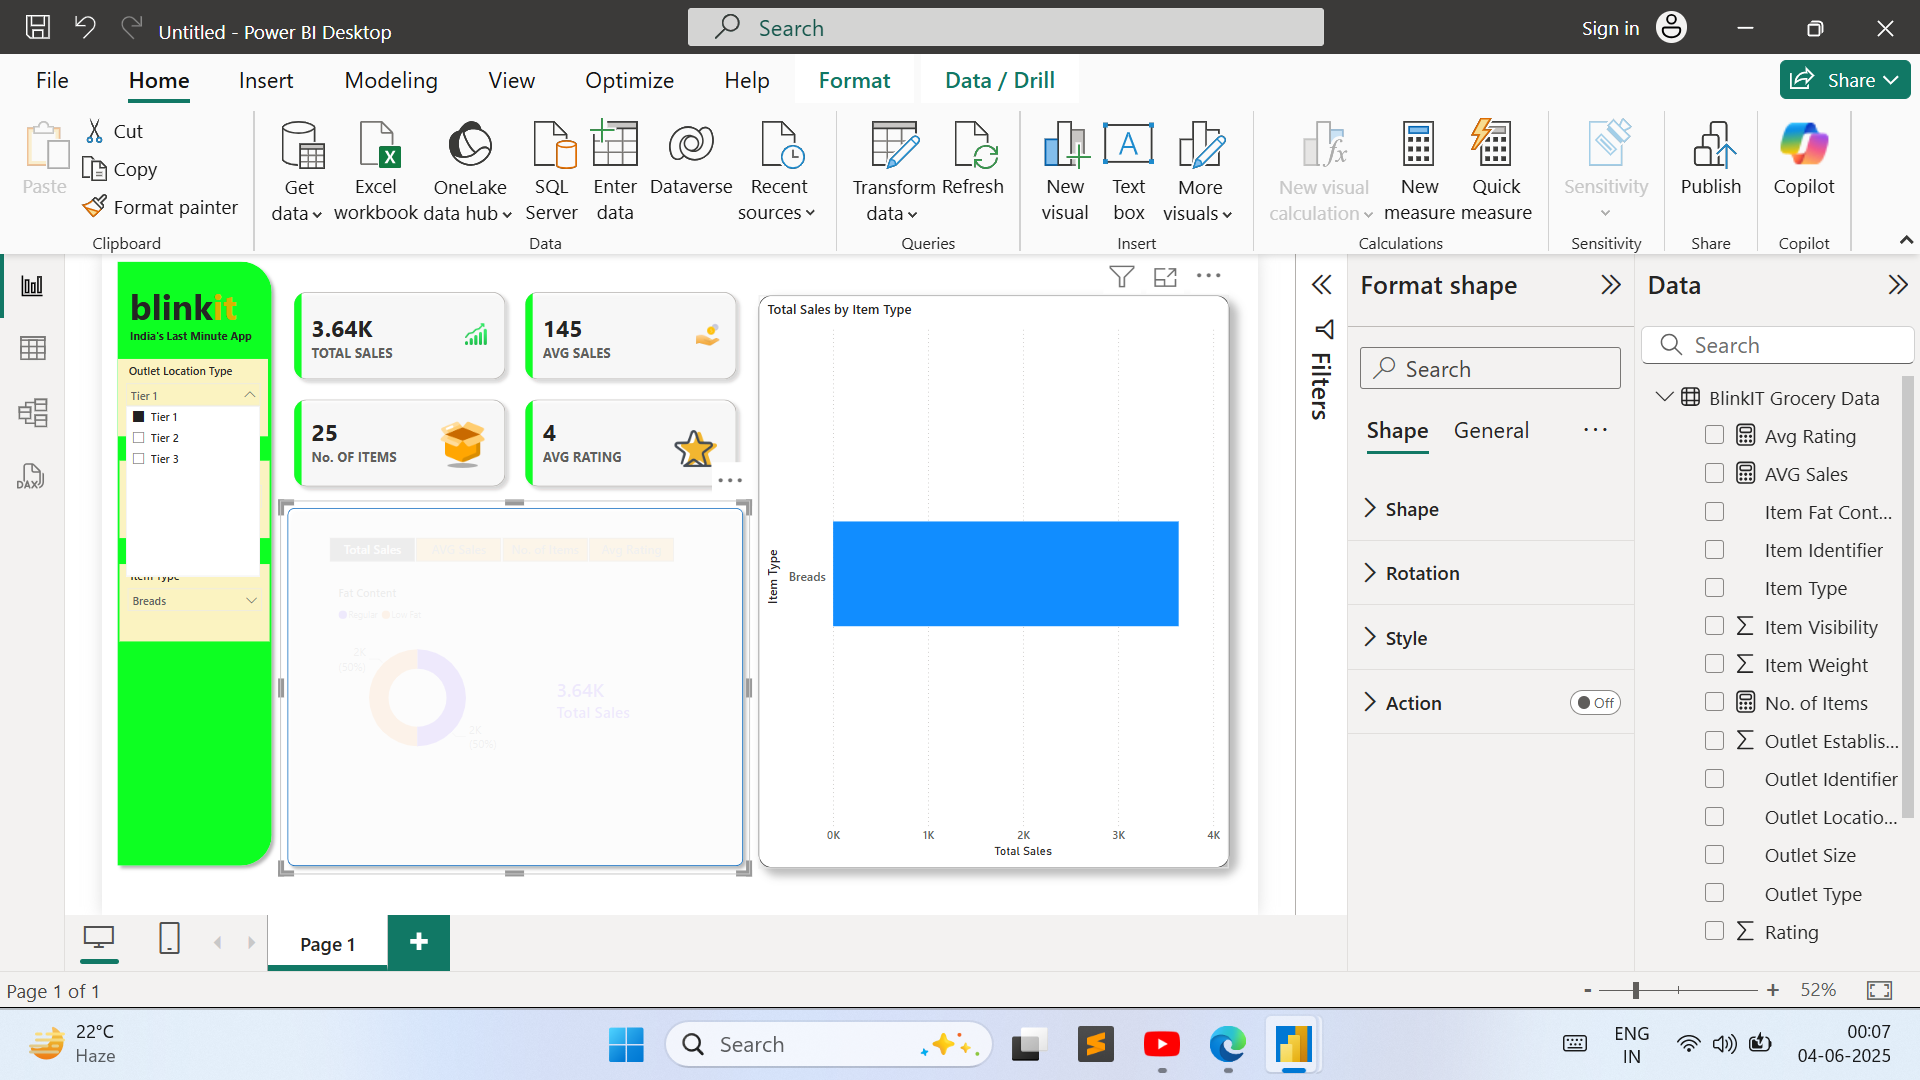 Untitled - Power BI Desktop
Search
Sign in
File
Home
Insert
Modeling
View
Optimize
Help
Format
Data / Drill
Share
Paste
Cut
Copy
Format painter
Clipboard
Get data
Excel workbook
OneLake data hub
SQL Server
Enter data
Dataverse
Recent sources
Data
Transform data
Refresh
Queries
New visual
Text box
More visuals
Insert
New visual calculation
New measure
Quick measure
Calculations
Sensitivity
Sensitivity
Publish
Share
Copilot
Copilot
blinkit
India's Last Minute App
Outlet Location Type
Tier 1
Tier 1
Tier 2
Tier 3
Item Type
Breads
3.64K
TOTAL SALES
145
AVG SALES
25
No. OF ITEMS
4
AVG RATING
Total Sales
AVG Sales
No. of Items
Avg Rating
Fat Content
Regular
Low Fat
2K
(50%)
2K
(50%)
3.64K
Total Sales
Total Sales by Item Type
Item Type
Breads
0K
1K
2K
3K
4K
Total Sales
Filters
Format shape
Search
Shape
General
Shape
Rotation
Style
Action
Off
Data
Search
BlinkIT Grocery Data
Avg Rating
AVG Sales
Item Fat Cont...
Item Identifier
Item Type
Item Visibility
Item Weight
No. of Items
Outlet Establis...
Outlet Identifier
Outlet Locatio...
Outlet Size
Outlet Type
Rating
Page 1
Page 1 of 1
52%
22°C
Haze
Search
ENG
IN
00:07
04-06-2025